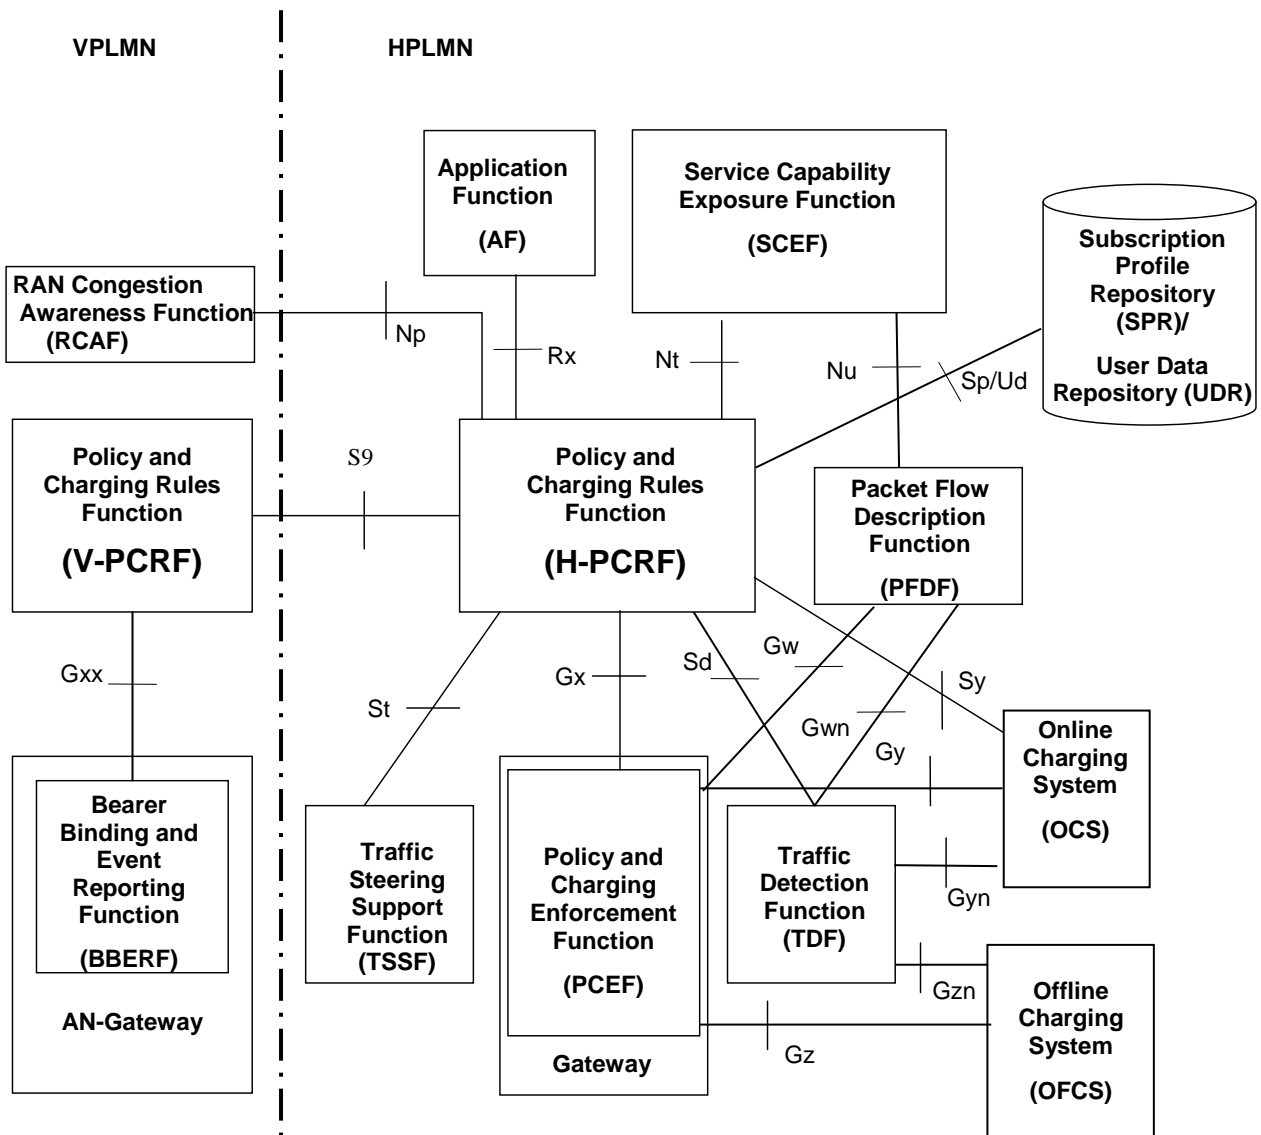 VPLMN
HPLMN
Application
Function
(AF)
Service Capability
Exposure Function
(SCEF)
Subscription
Profile
Repository
(SPR)/
User Data
Repository (UDR)
RAN Congestion
Awareness Function
(RCAF)
Np
Rx
Nt
Nu
Sp/Ud
Policy and
Charging Rules
Function
(V-PCRF)
S9
Policy and
Charging Rules
Function
(H-PCRF)
Packet Flow
Description
Function
(PFDF)
Gxx
St
Gx
Sd
Gw
Gwn
Sy
Gy
Online
Charging
System
(OCS)
Bearer
Binding and
Event
Reporting
Function
(BBERF)
AN-Gateway
Traffic
Steering
Support
Function
(TSSF)
Policy and
Charging
Enforcement
Function
(PCEF)
Gateway
Traffic
Detection
Function
(TDF)
Gyn
Gzn
Gz
Offline
Charging
System
(OFCS)